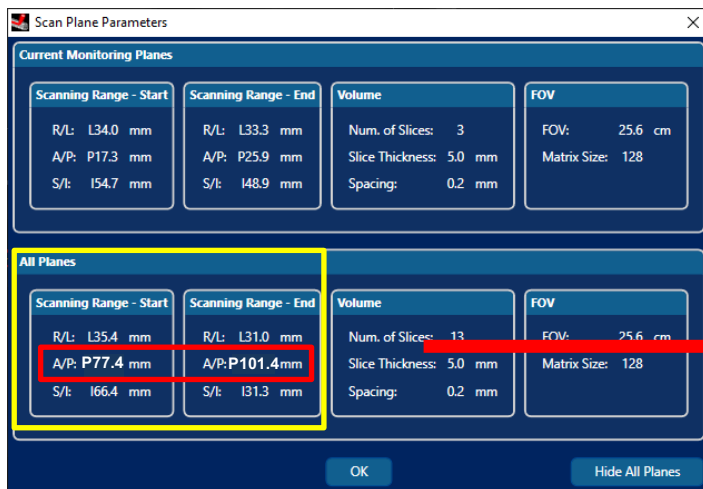 Scan Plane Parameters
Current Monitoring Planes
Scanning Range - Start
R/L: L34.0 mm
A/P: P17.3 mm
S/I: I54.7 mm
Scanning Range - End
R/L: L33.3 mm
A/P: P25.9 mm
S/I: I48.9 mm
Volume
Num. of Slices: 3
Slice Thickness: 5.0 mm
Spacing: 0.2 mm
FOV
FOV: 25.6 cm
Matrix Size: 128
All Planes
Scanning Range - Start
R/L: L35.4 mm
A/P: P77.4 mm
S/I: I66.4 mm
Scanning Range - End
R/L: L31.0 mm
A/P: P101.4mm
S/I: I31.3 mm
Volume
Num. of Slices: 13
Slice Thickness: 5.0 mm
Spacing: 0.2 mm
FOV
FOV: 25.6 cm
Matrix Size: 128
OK
Hide All Planes